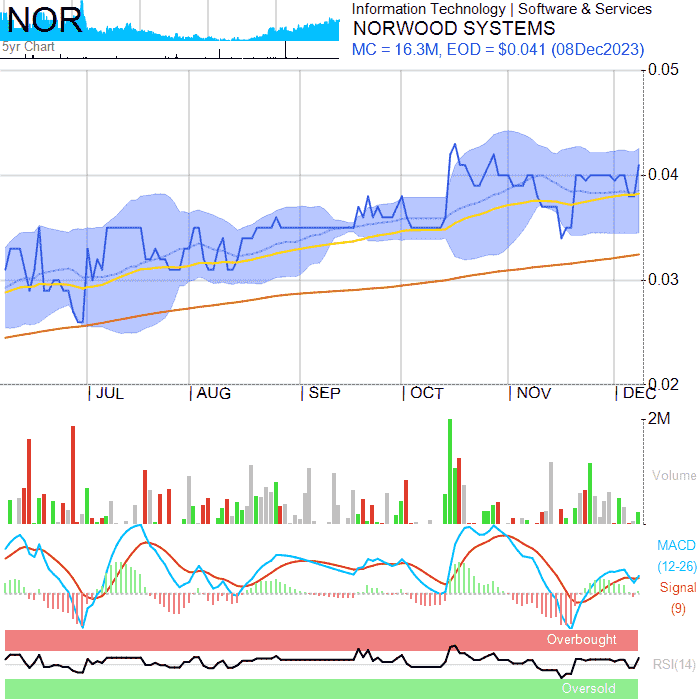 NOR
Information Technology | Software & Services
NORWOOD SYSTEMS
MC = 16.3M, EOD = $0.041 (08Dec2023)
5yr Chart
0.05
0.04
0.03
0.02
JUL AUG SEP OCT NOV DEC
2M
Volume
MACD
(12-26)
Signal
(9)
Overbought
RSI(14)
Oversold